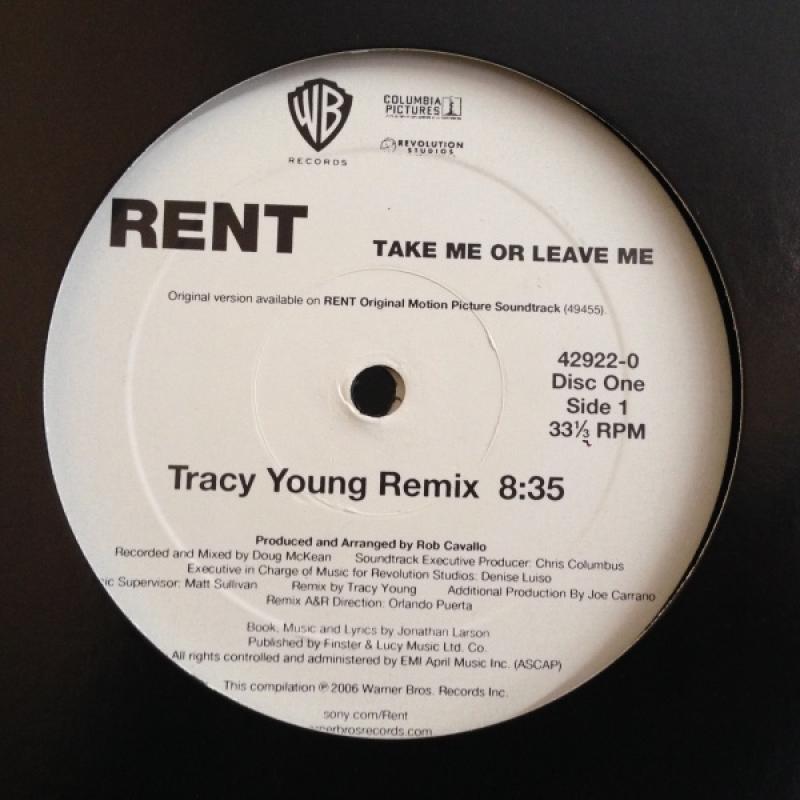 WB
RECORDS
COLUMBIA
PICTURES
REVOLUTION
STUDIOS
RENT
TAKE ME OR LEAVE ME
Original version available on RENT Original Motion Picture Soundtrack (49455).
42922-0
Disc One
Side 1
33⅓ RPM
Tracy Young Remix 8:35
Produced and Arranged by Rob Cavallo
Recorded and Mixed by Doug McKean Soundtrack Executive Producer: Chris Columbus
Executive in Charge of Music for Revolution Studios: Denise Luiso
ic Supervisor: Matt Sullivan Remix by Tracy Young Additional Production By Joe Carrano
Remix A&R Direction: Orlando Puerta
Book, Music and Lyrics by Jonathan Larson
Published by Finster & Lucy Music Ltd. Co.
All rights controlled and administered by EMI April Music Inc. (ASCAP)
This compilation ℗ 2006 Warner Bros. Records Inc.
sony.com/Rent
nerbrosrecords.com